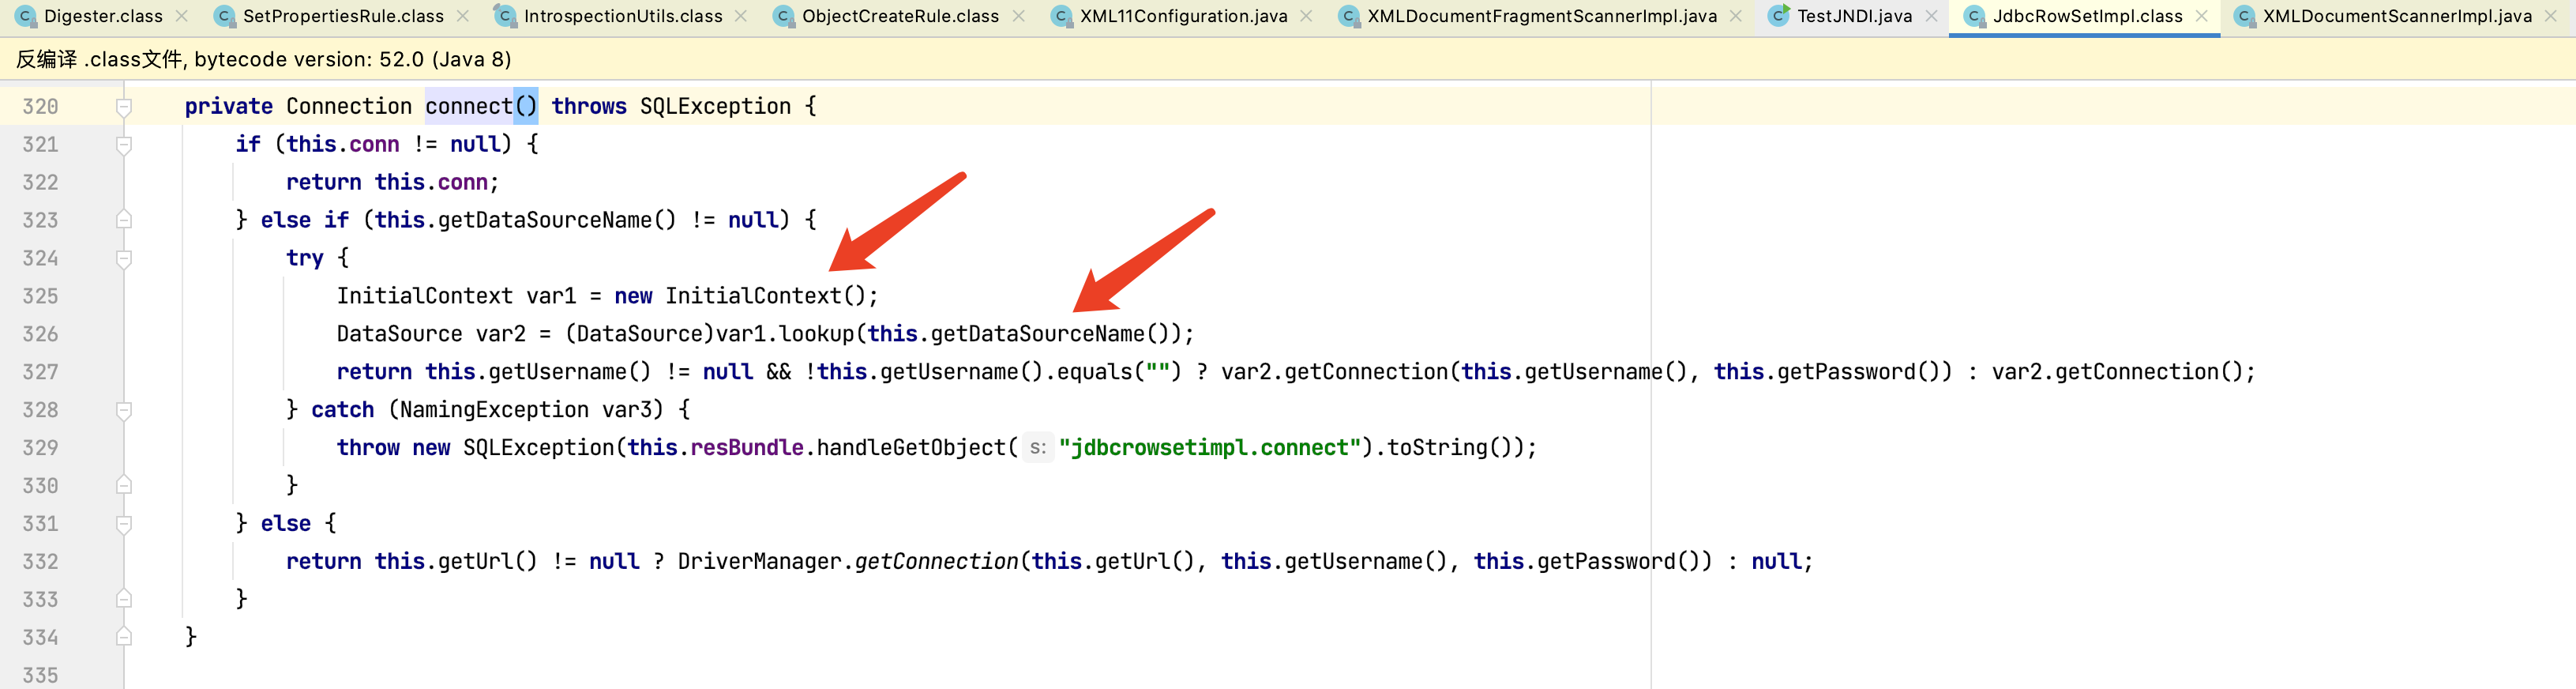 Digester.class SetPropertiesRule.class IntrospectionUtils.class ObjectCreateRule.class XML11Configuration.java XMLDocumentFragmentScannerImpl.java TestJNDI.java JdbcRowSetImpl.class XMLDocumentScannerImpl.java
反编译 .class文件, bytecode version: 52.0 (Java 8)
320 private Connection connect() throws SQLException {
321 if (this.conn != null) {
322 return this.conn;
323 } else if (this.getDataSourceName() != null) {
324 try {
325 InitialContext var1 = new InitialContext();
326 DataSource var2 = (DataSource)var1.lookup(this.getDataSourceName());
327 return this.getUsername() != null && !this.getUsername().equals("") ? var2.getConnection(this.getUsername(), this.getPassword()) : var2.getConnection();
328 } catch (NamingException var3) {
329 throw new SQLException(this.resBundle.handleGetObject( s: "jdbcrowsetimpl.connect").toString());
330 }
331 } else {
332 return this.getUrl() != null ? DriverManager.getConnection(this.getUrl(), this.getUsername(), this.getPassword()) : null;
333 }
334 }
335